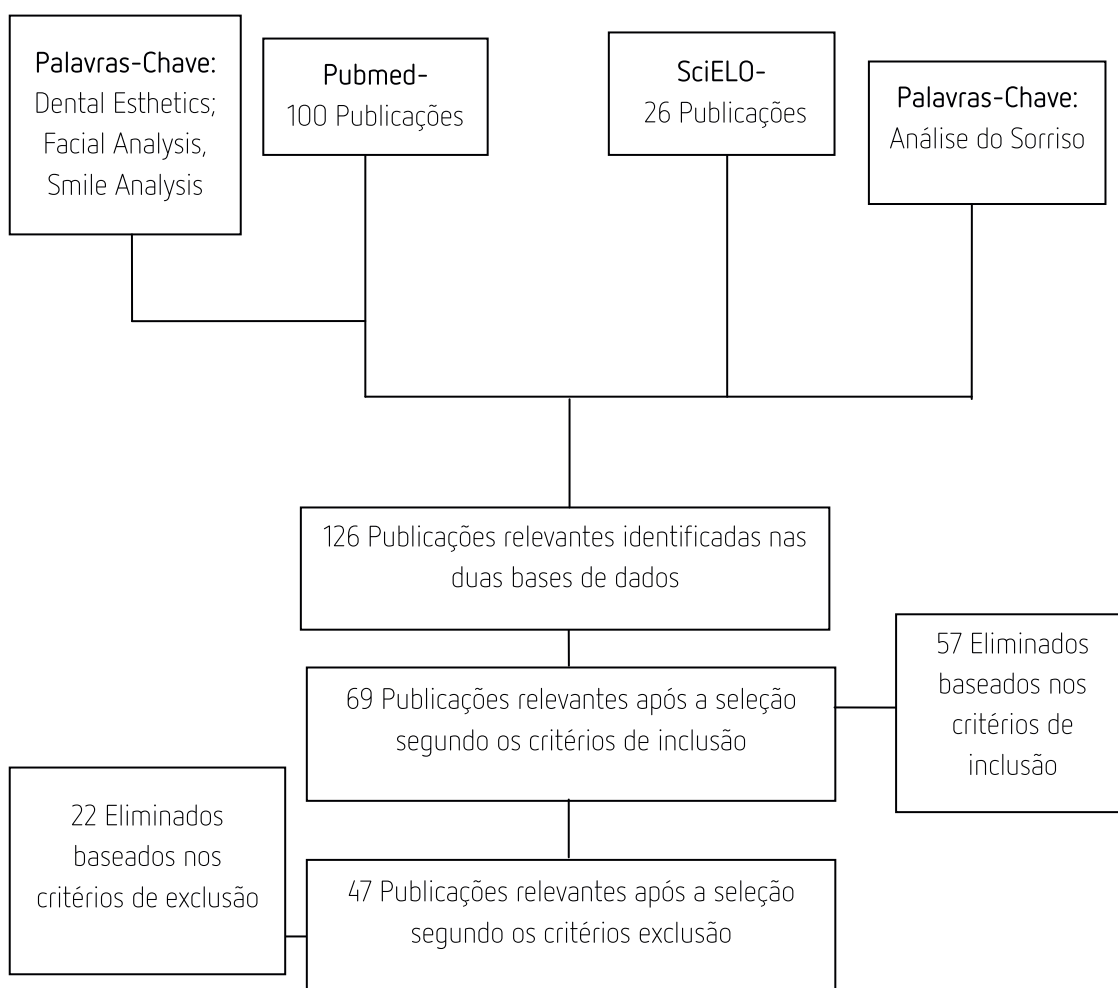 Palavras-Chave:
Dental Esthetics;
Facial Analysis,
Smile Analysis
Pubmed-
100 Publicações
SciELO-
26 Publicações
Palavras-Chave:
Análise do Sorriso
126 Publicações relevantes identificadas nas
duas bases de dados
57 Eliminados
baseados nos
critérios de
inclusão
69 Publicações relevantes após a seleção
segundo os critérios de inclusão
22 Eliminados
baseados nos
critérios de exclusão
47 Publicações relevantes após a seleção
segundo os critérios exclusão